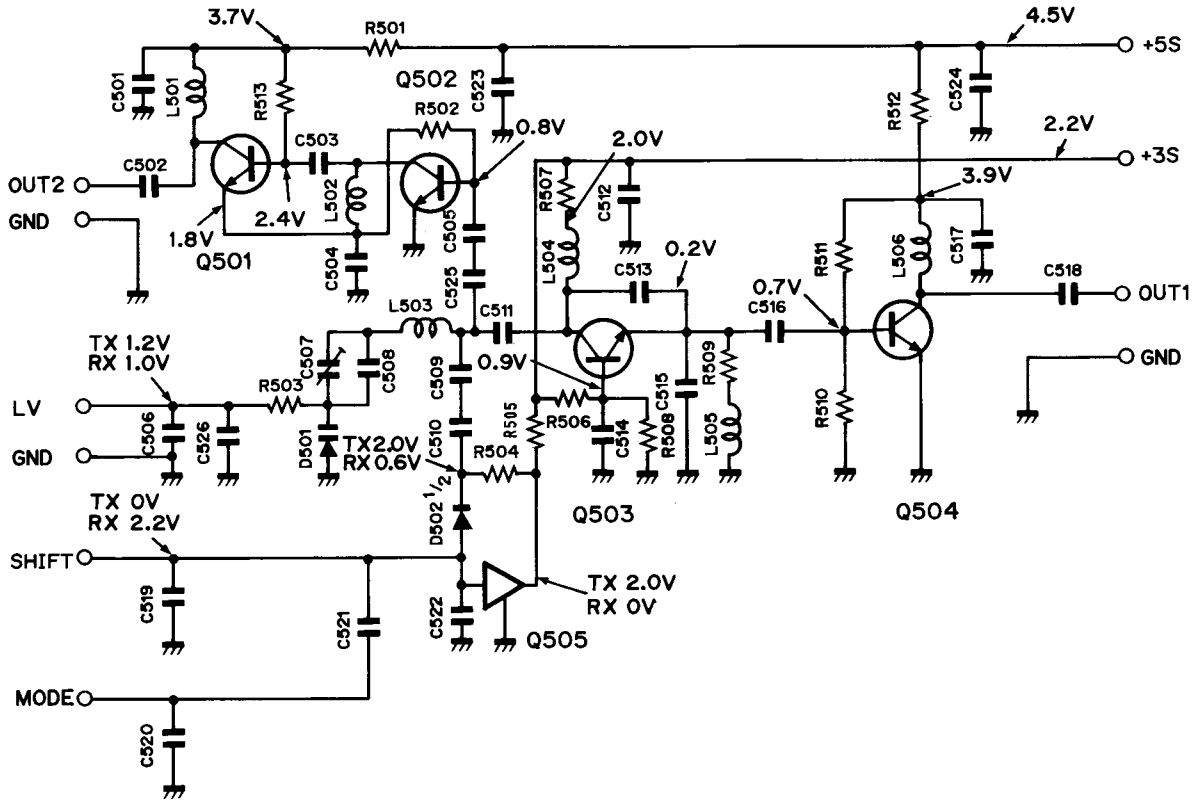 3.7V
R501
4.5V
+5S
C501
L501
R513
Q502
C523
R512
C524
R502
0.8V
2.0V
2.2V
+3S
C503
C502
OUT2
L502
R507
C512
3.9V
GND
1.8V
2.4V
Q501
C504
C505
L504
C513
0.2V
R511
L506
C517
C525
C518
OUT1
L503
C511
0.7V
C516
TX 1.2V
RX 1.0V
C507
C508
C509
0.9V
R509
GND
LV
R503
R505
R506
C515
R510
C506
C526
D501
C510
C514
R508
L505
GND
TX2.0V
RX 0.6V
R504
TX 0V
RX 2.2V
D502 1/2
Q503
Q504
SHIFT
C519
C521
C522
TX 2.0V
RX 0V
Q505
MODE
C520